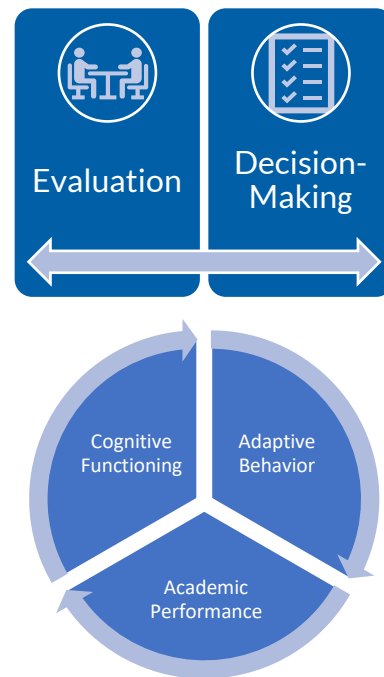 Evaluation
Decision-
Making
Cognitive
Functioning
Adaptive
Behavior
Academic
Performance